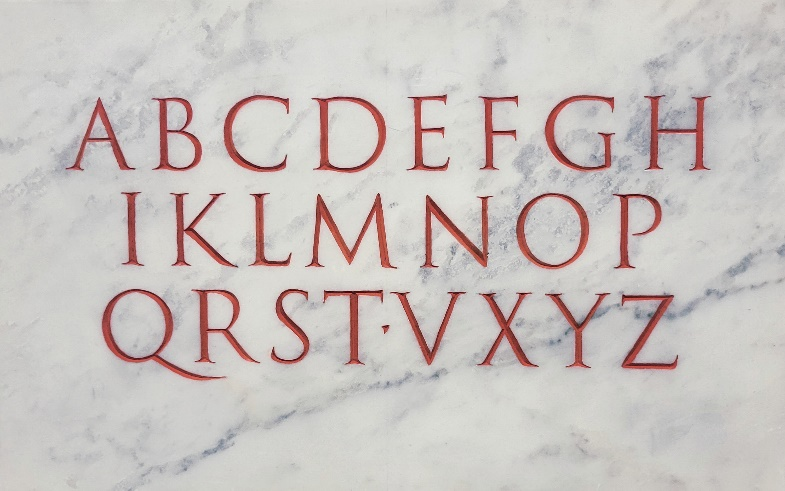 ABCDEFGH
IKLMNOP
QRST·VXYZ